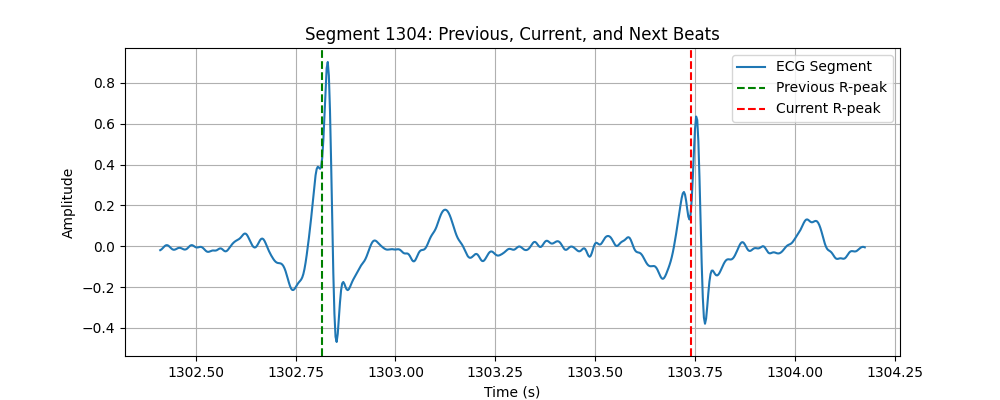 Segment 1304: Previous, Current, and Next Beats
ECG Segment
Previous R-peak
Current R-peak
Amplitude
0.8
0.6
0.4
0.2
0.0
−0.2
−0.4
1302.50 1302.75 1303.00 1303.25 1303.50 1303.75 1304.00 1304.25
Time (s)